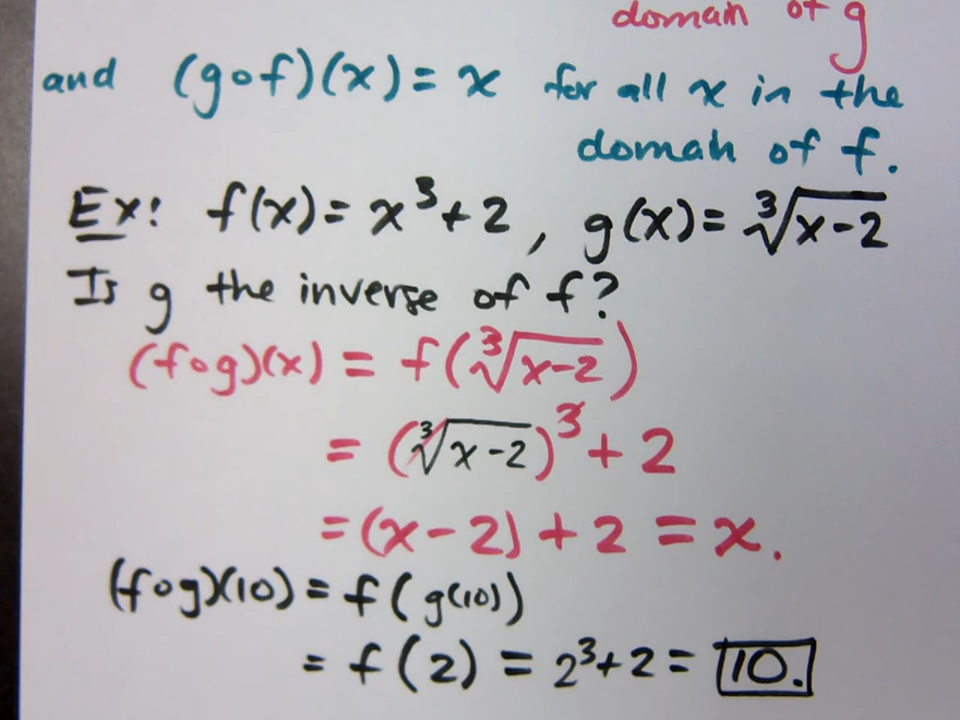 domain of g
and (g∘f)(x) = x for all x in the
domain of f.
Ex: f(x) = x³+2, g(x) = ∛(x-2)
Is g the inverse of f?
(f∘g)(x) = f(∛(x-2))
= (∛(x-2))³ + 2
= (x-2) + 2 = x.
(f∘g)(10) = f(g(10))
= f(2) = 2³+2 = 10.